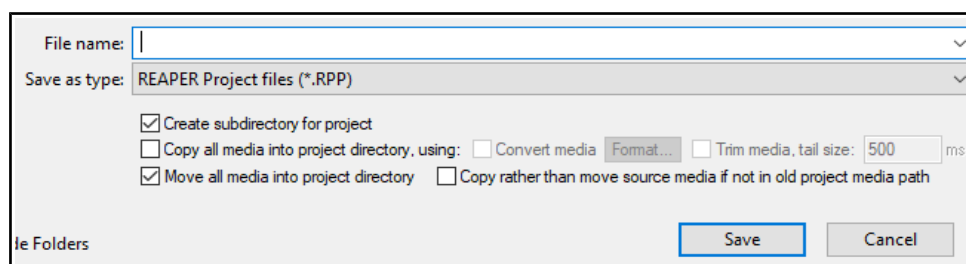 File name:
Save as type: REAPER Project files (*.RPP)
Create subdirectory for project
Copy all media into project directory, using: Convert media Format... Trim media, tail size: 500 ms
Move all media into project directory Copy rather than move source media if not in old project media path
de Folders Save Cancel